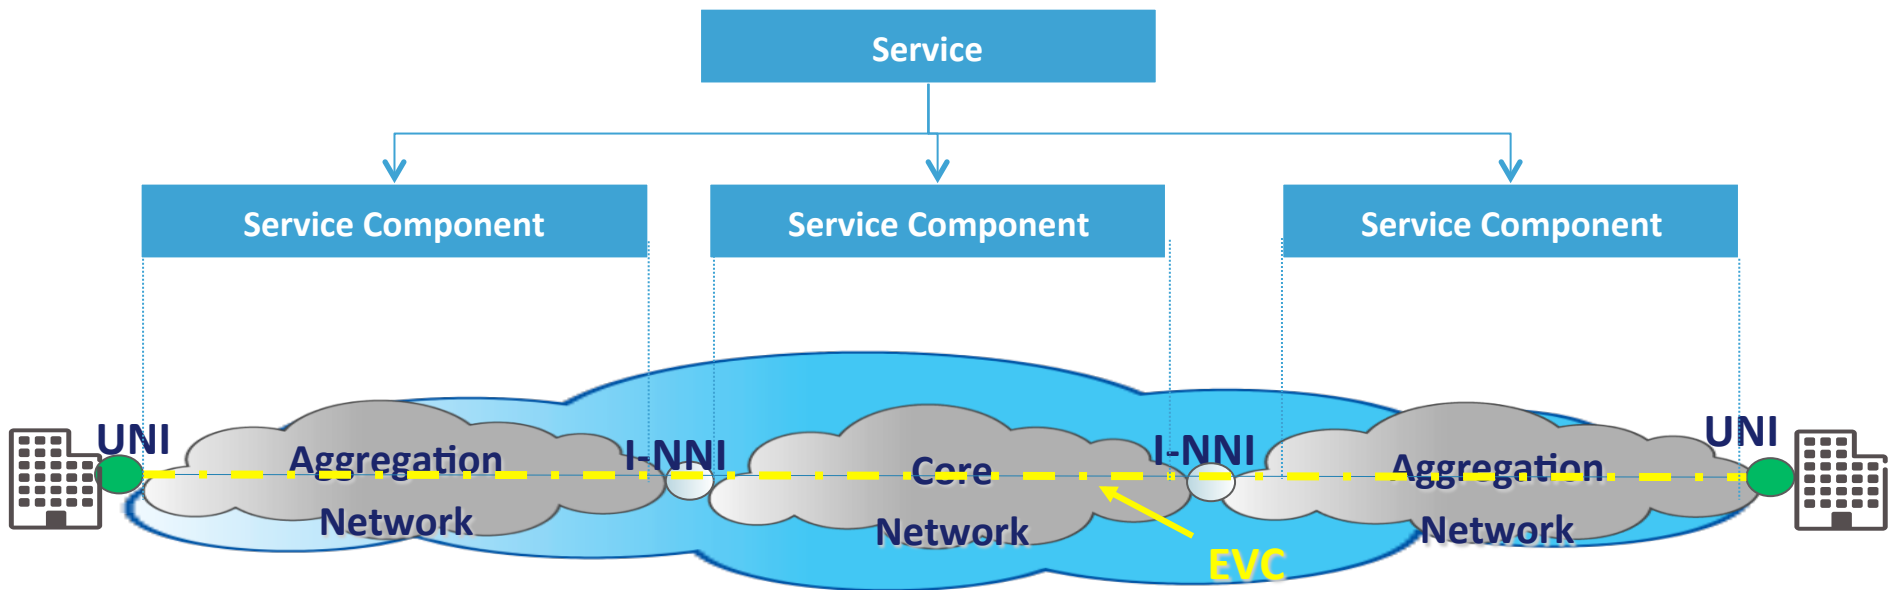 Service
Service Component
Service Component
Service Component
UNI
Aggregation
Network
I-NNI
Core
Network
I-NNI
Aggregation
Network
UNI
EVC